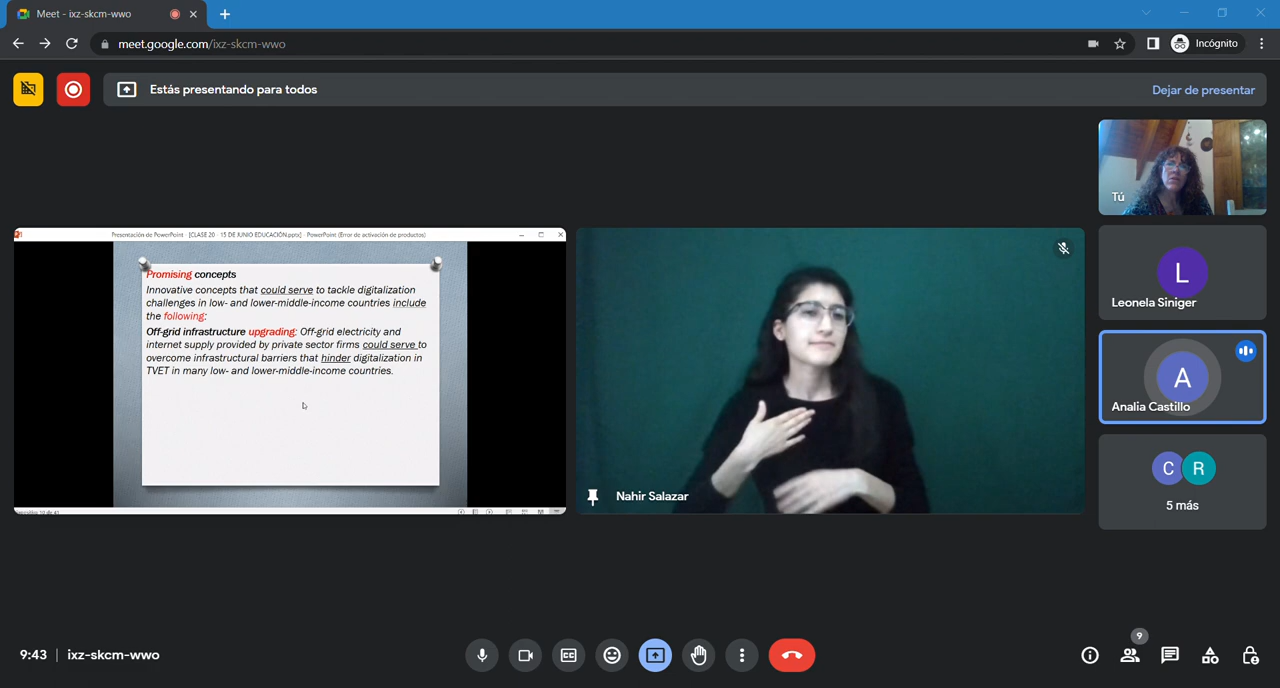 Meet - ixz-skcm-wwo
meet.google.com/ixz-skcm-wwo
Incógnito
Estás presentando para todos
Dejar de presentar
Tú
Presentación de PowerPoint - [CLASE 20 - 15 DE JUNIO EDUCACIÓN.pptx] - PowerPoint (Error de activación de productos)
Promising concepts
Innovative concepts that could serve to tackle digitalization
challenges in low- and lower-middle-income countries include
the following:
Off-grid infrastructure upgrading: Off-grid electricity and
internet supply provided by private sector firms could serve to
overcome infrastructural barriers that hinder digitalization in
TVET in many low- and lower-middle-income countries.
Nahir Salazar
L
Leonela Siniger
A
Analia Castillo
C R
5 más
9:43 | ixz-skcm-wwo
CC
9